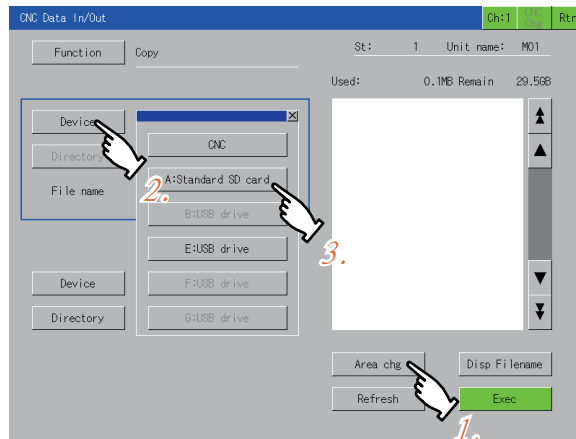 CNC Data In/Out Ch:1 CNC Chg Rtn
Function Copy
St: 1 Unit name: M01
Used: 0.1MB Remain 29.5GB
Device
Directory
File name
CNC
A:Standard SD card
B:USB drive
E:USB drive
F:USB drive
G:USB drive
2.
3.
Device
Directory
Area chg Disp Filename
Refresh Exec
1.